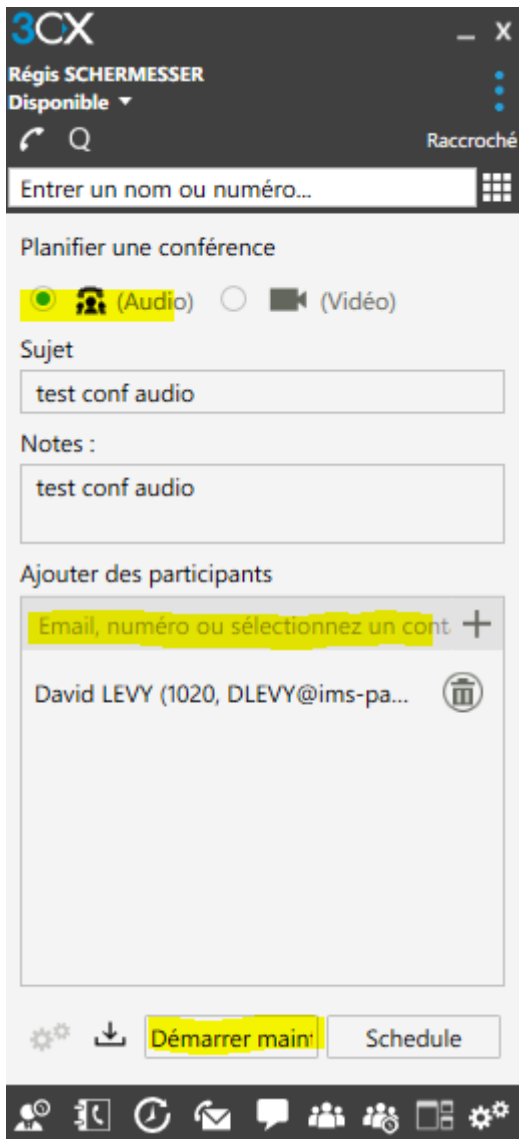 3CX
Régis SCHERMESSER
Disponible
Raccroché
Entrer un nom ou numéro...
Planifier une conférence
(Audio) (Vidéo)
Sujet
test conf audio
Notes :
test conf audio
Ajouter des participants
Email, numéro ou sélectionnez un cont
David LEVY (1020, DLEVY@ims-pa...
Démarrer maint Schedule